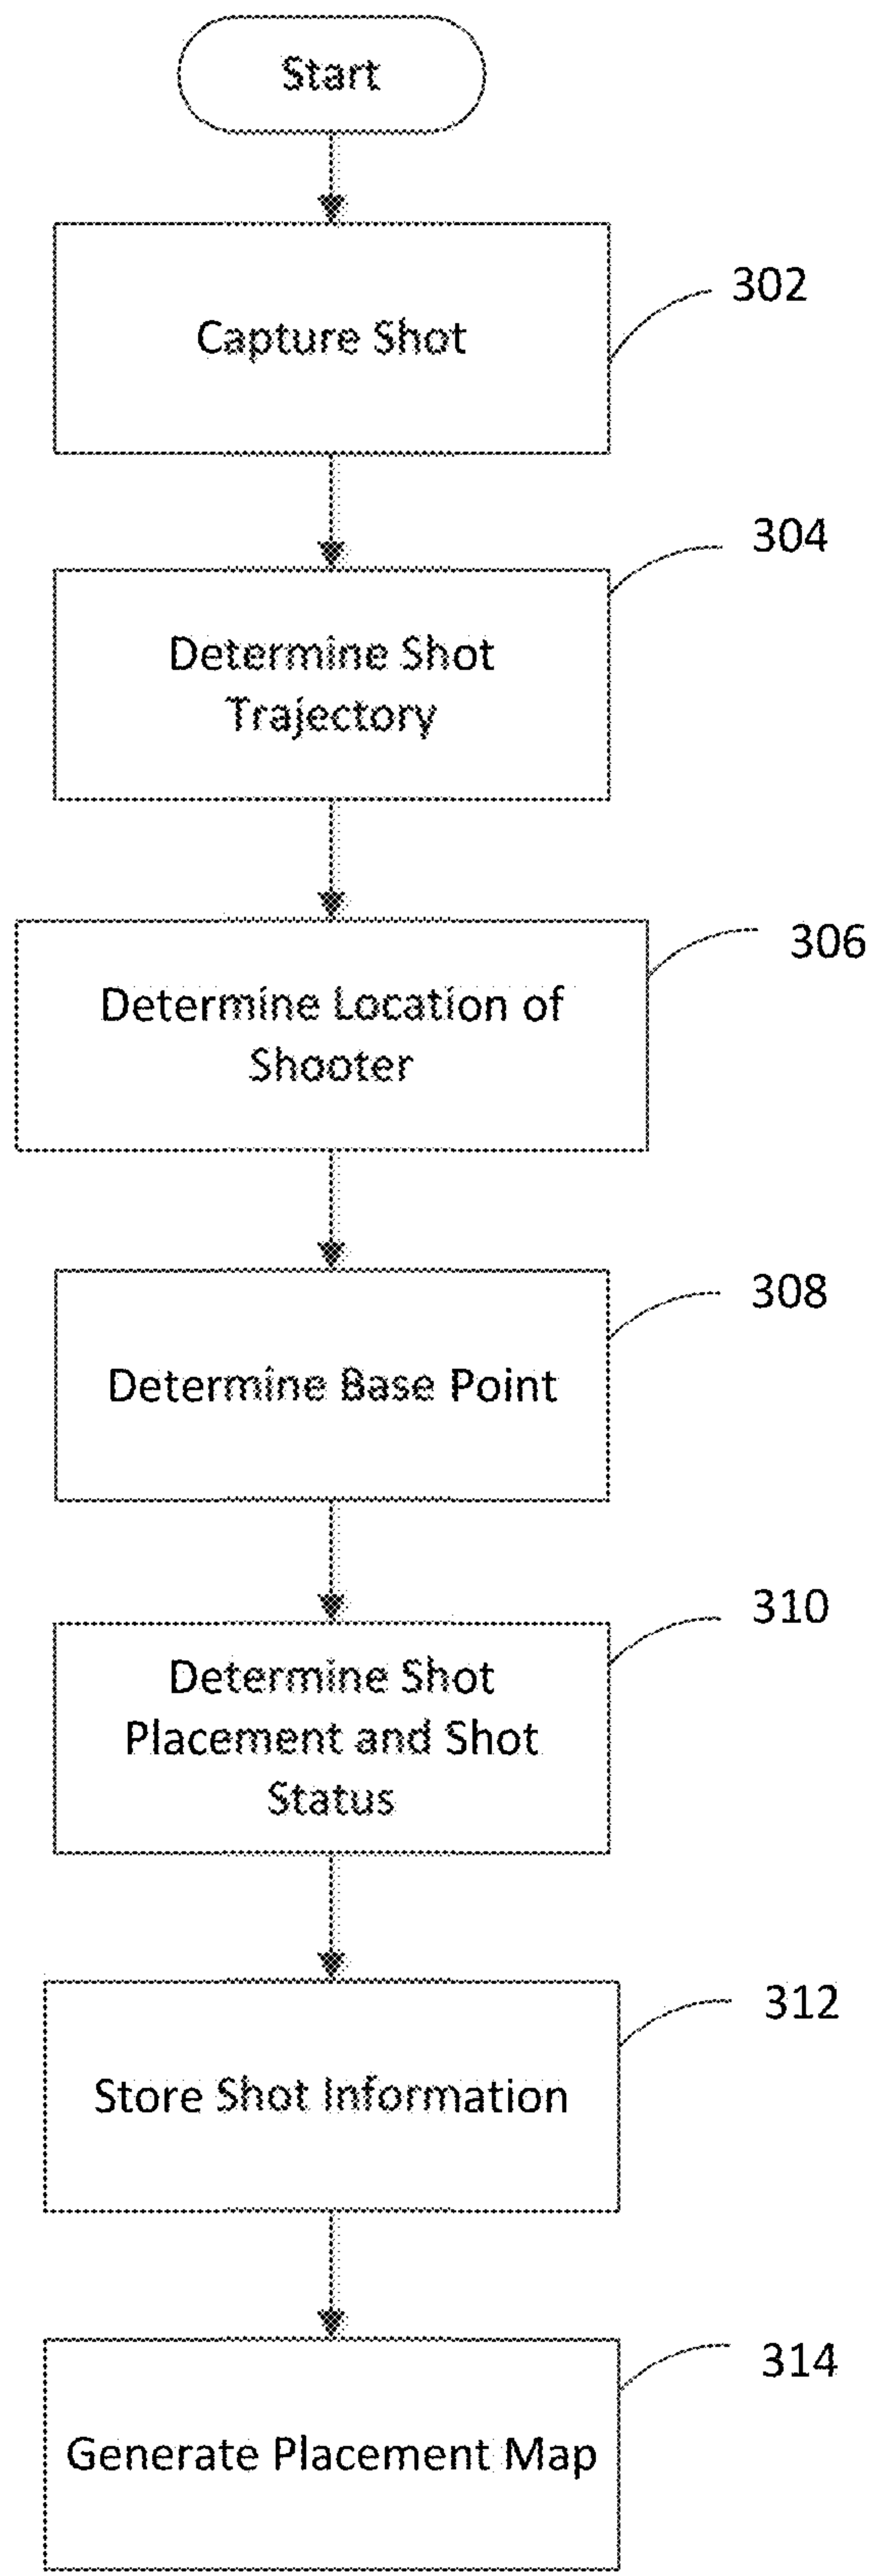 Start
302
Capture Shot
304
Determine Shot
Trajectory
306
Determine Location of
Shooter
308
Determine Base Point
310
Determine Shot
Placement and Shot
Status
312
Store Shot Information
314
Generate Placement Map